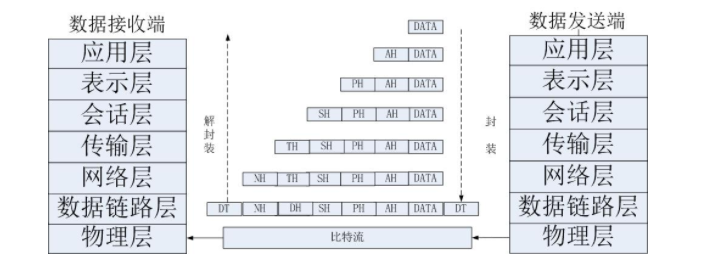 数据接收端
应用层
表示层
会话层
传输层
网络层
数据链路层
物理层
解封装
DATA
AH DATA
PH AH DATA
SH PH AH DATA
TH SH PH AH DATA
NH TH SH PH AH DATA
DT NH DH SH PH AH DATA DT
比特流
封装
数据发送端
应用层
表示层
会话层
传输层
网络层
数据链路层
物理层